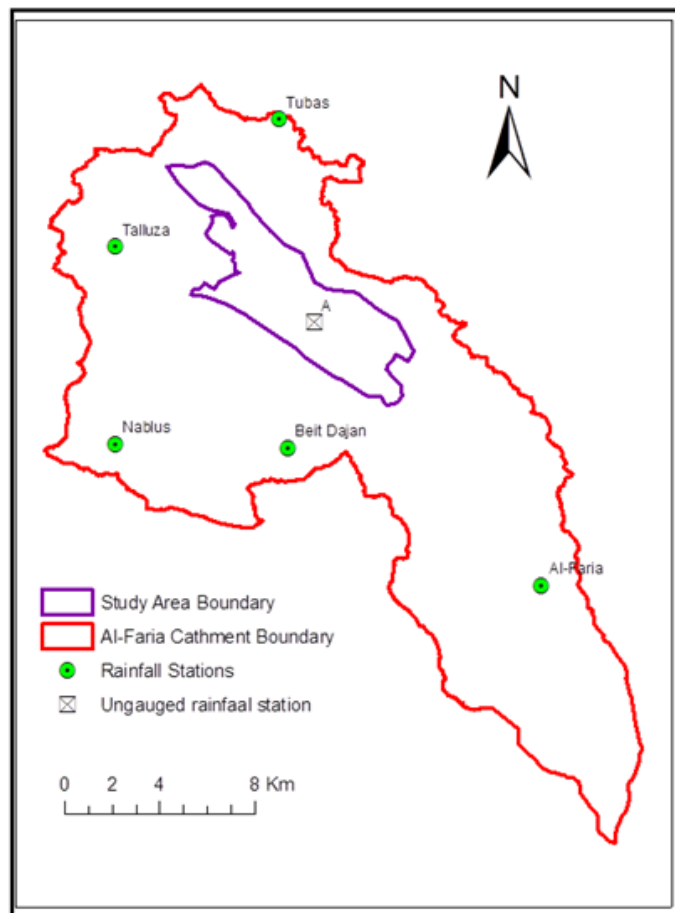 N
Tubas
Talluza
A
Nablus
Beit Dajan
Al-Faria
Study Area Boundary
Al-Faria Cathment Boundary
Rainfall Stations
Ungauged rainfaal station
0 2 4 8 Km